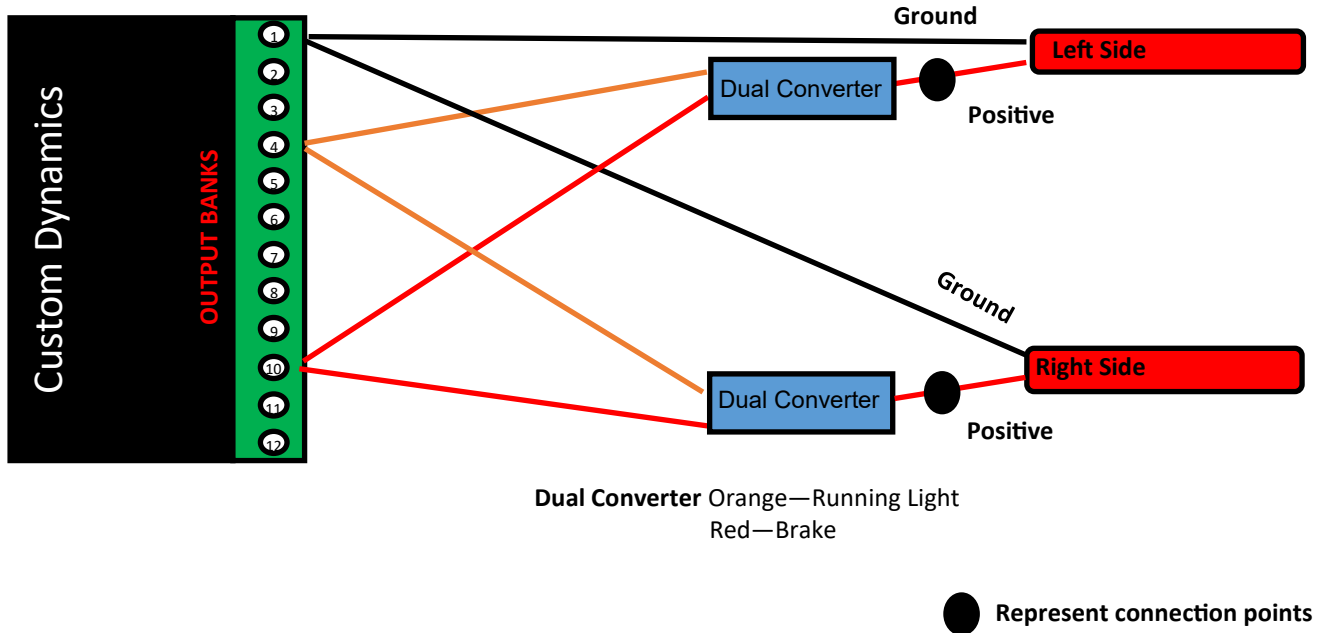 Custom Dynamics
OUTPUT BANKS
1
2
3
4
5
6
7
8
9
10
11
12
Ground
Left Side
Dual Converter
Positive
Ground
Right Side
Dual Converter
Positive
Dual Converter Orange—Running Light
Red—Brake
Represent connection points